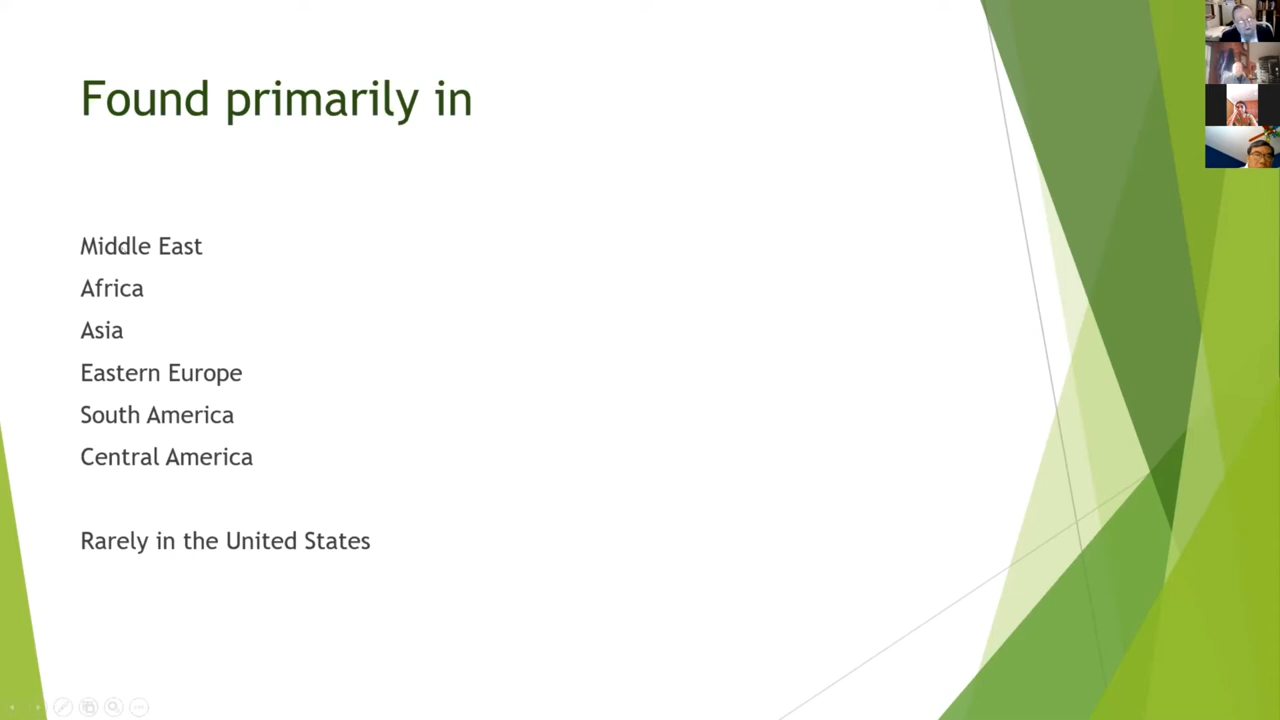 Found primarily in
Middle East
Africa
Asia
Eastern Europe
South America
Central America
Rarely in the United States